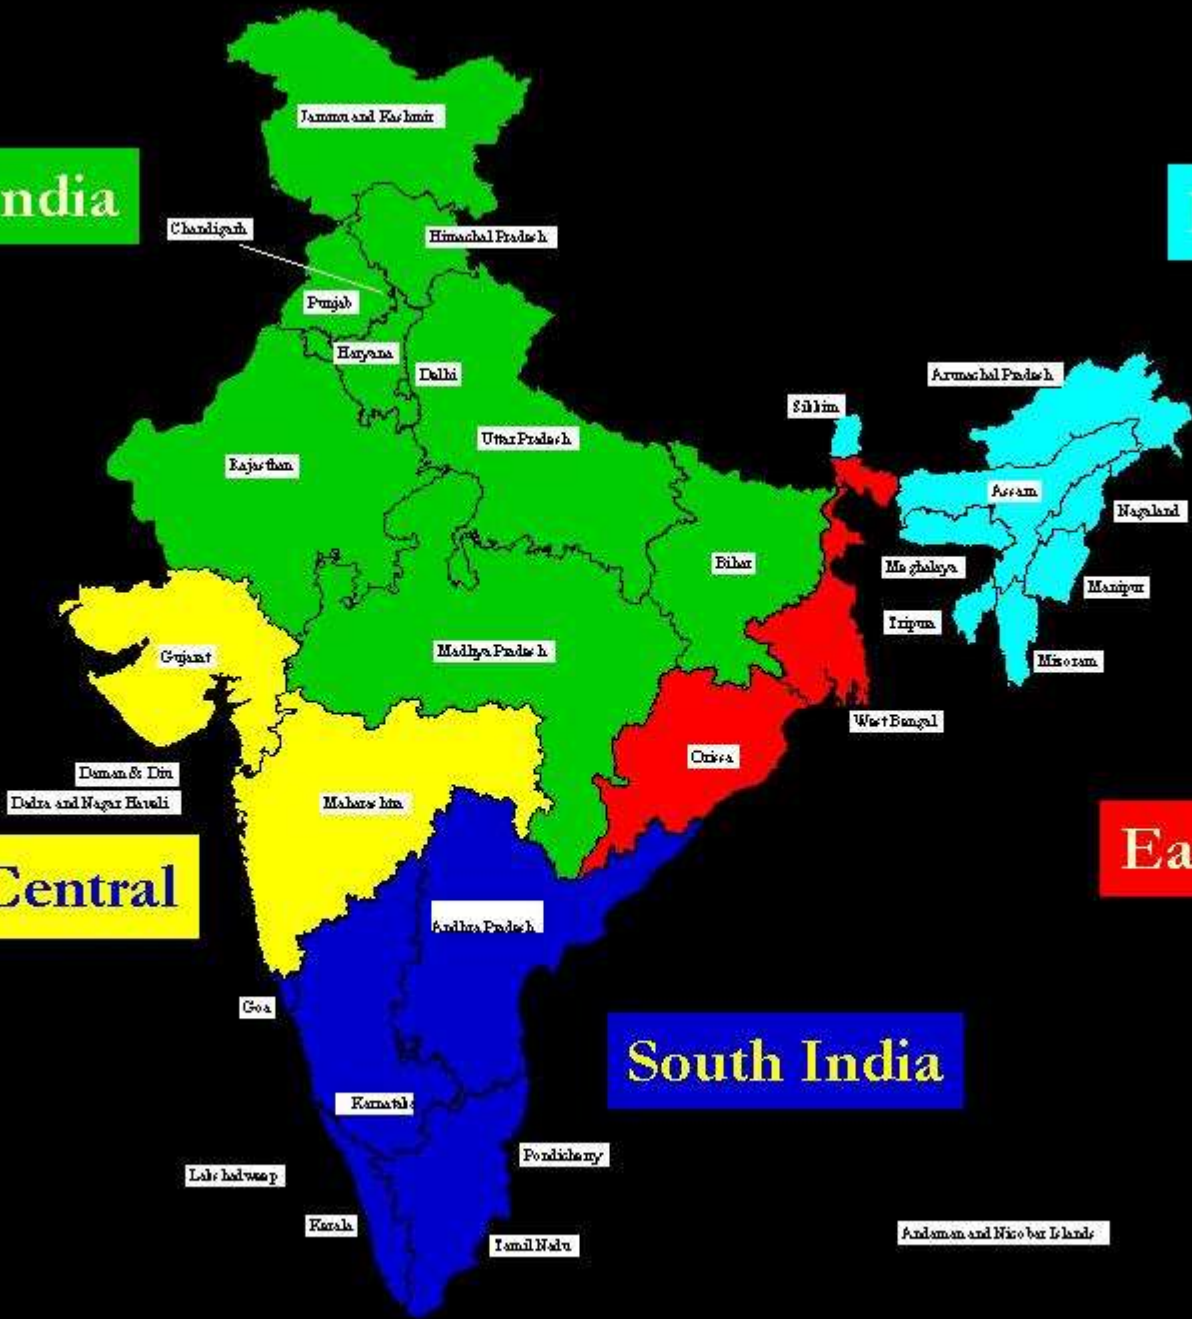 Jammu and Kashmir
ndia
Chandigarh
Himachal Pradesh
Punjab
Haryana
Delhi
Arunachal Pradesh
Sikkim
Uttar Pradesh
Rajasthan
Assam
Nagaland
Bihar
Meghalaya
Manipur
Tripura
Madhya Pradesh
Gujarat
Mizoram
West Bengal
Orissa
Daman & Diu
Dadra and Nagar Haveli
Maharashtra
Ea
Central
Andhra Pradesh
Goa
South India
Karnataka
Pondicherry
Lakshadweep
Kerala
Tamil Nadu
Andaman and Nicobar Islands